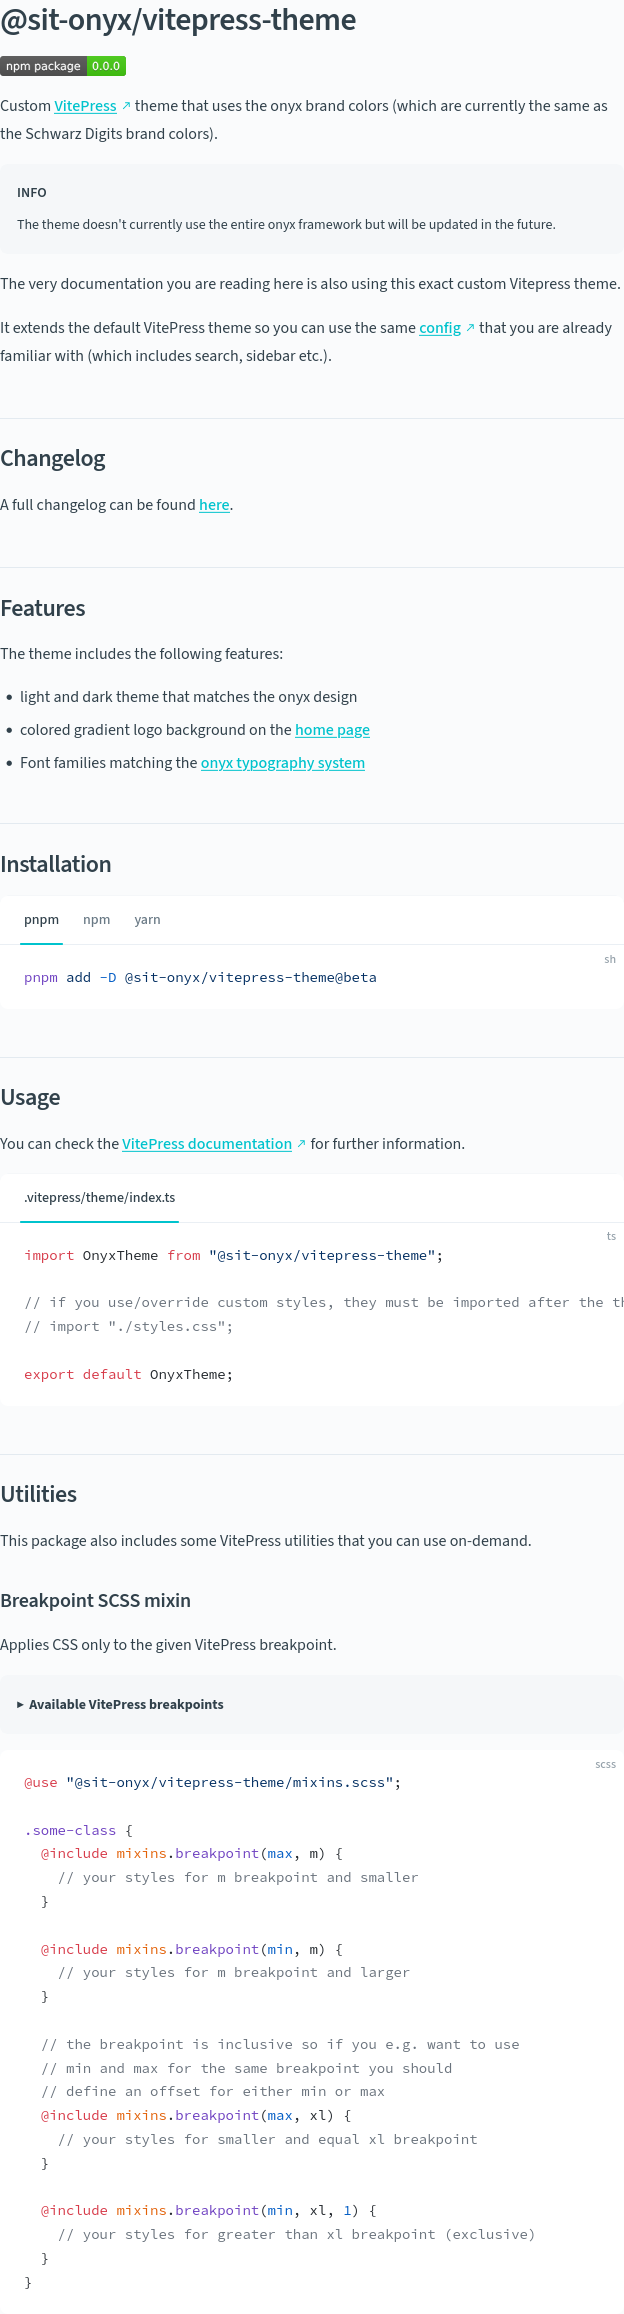 @sit-onyx/vitepress-theme
npm package 0.0.0
Custom VitePress ↗ theme that uses the onyx brand colors (which are currently the same as
the Schwarz Digits brand colors).
INFO
The theme doesn't currently use the entire onyx framework but will be updated in the future.
The very documentation you are reading here is also using this exact custom Vitepress theme.
It extends the default VitePress theme so you can use the same config ↗ that you are already
familiar with (which includes search, sidebar etc.).
Changelog
A full changelog can be found here.
Features
The theme includes the following features:
• light and dark theme that matches the onyx design
• colored gradient logo background on the home page
• Font families matching the onyx typography system
Installation
pnpm npm yarn
sh
pnpm add -D @sit-onyx/vitepress-theme@beta
Usage
You can check the VitePress documentation ↗ for further information.
.vitepress/theme/index.ts
ts
import OnyxTheme from "@sit-onyx/vitepress-theme";
// if you use/override custom styles, they must be imported after the
// import "./styles.css";
export default OnyxTheme;
Utilities
This package also includes some VitePress utilities that you can use on-demand.
Breakpoint SCSS mixin
Applies CSS only to the given VitePress breakpoint.
▸ Available VitePress breakpoints
scss
@use "@sit-onyx/vitepress-theme/mixins.scss";
.some-class {
  @include mixins.breakpoint(max, m) {
    // your styles for m breakpoint and smaller
  }
  @include mixins.breakpoint(min, m) {
    // your styles for m breakpoint and larger
  }
  // the breakpoint is inclusive so if you e.g. want to use
  // min and max for the same breakpoint you should
  // define an offset for either min or max
  @include mixins.breakpoint(max, xl) {
    // your styles for smaller and equal xl breakpoint
  }
  @include mixins.breakpoint(min, xl, 1) {
    // your styles for greater than xl breakpoint (exclusive)
  }
}